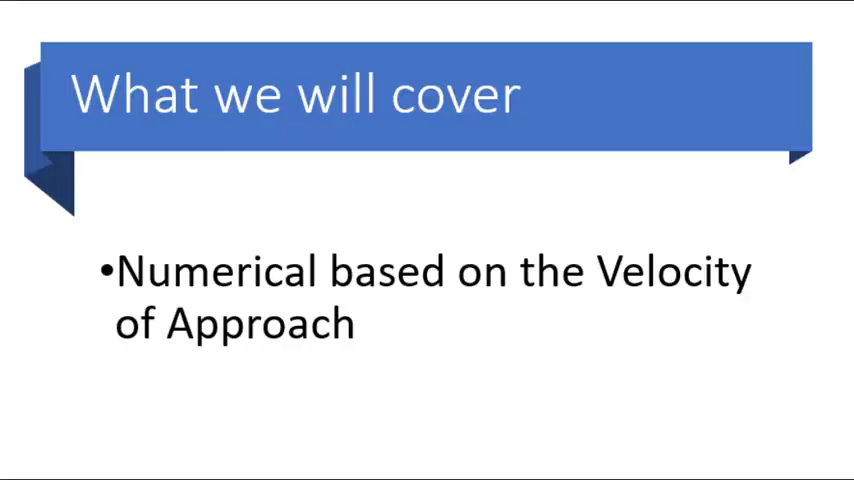 What we will cover
•Numerical based on the Velocity
of Approach